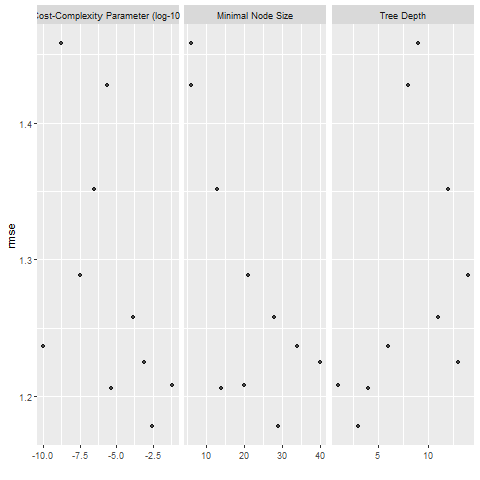 Cost-Complexity Parameter (log-10
Minimal Node Size
Tree Depth
rmse
1.4
1.3
1.2
-10.0 -7.5 -5.0 -2.5
10 20 30 40
5 10